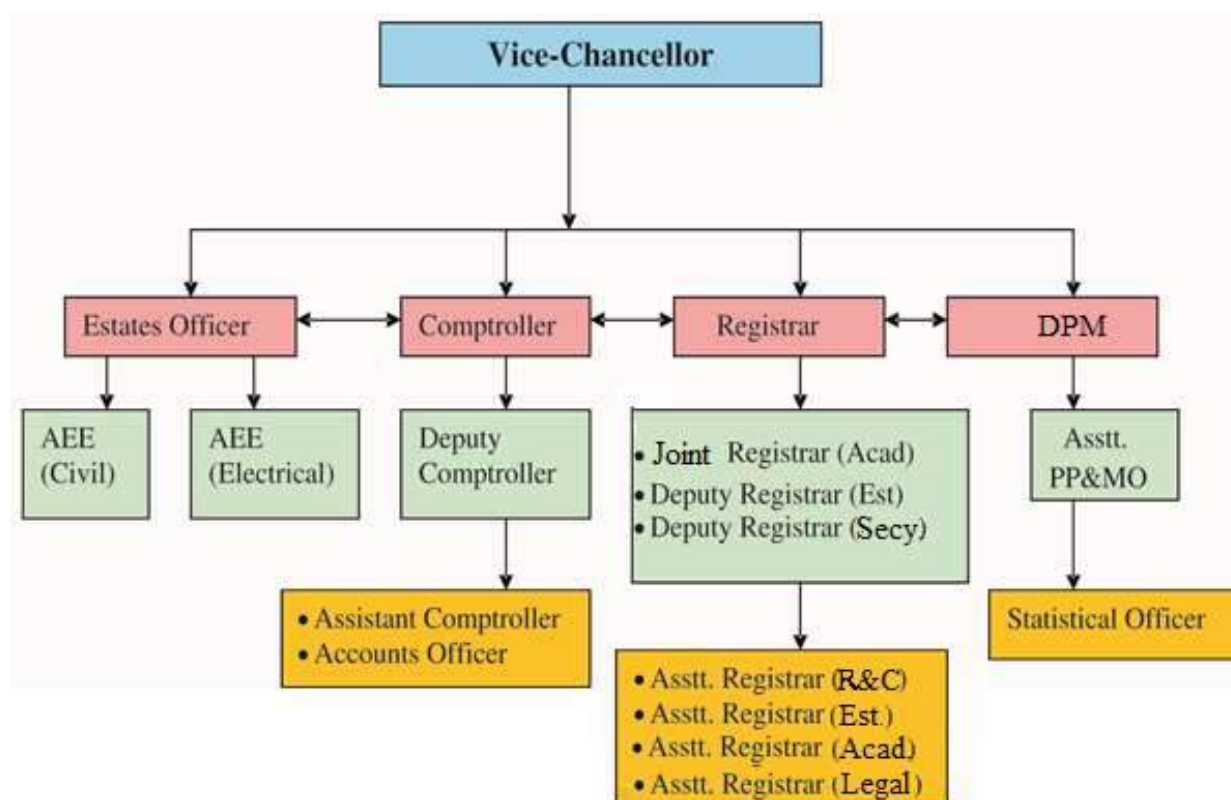 Vice-Chancellor
Estates Officer
Comptroller
Registrar
DPM
AEE
(Civil)
AEE
(Electrical)
Deputy
Comptroller
• Joint Registrar (Acad)
• Deputy Registrar (Est)
• Deputy Registrar (Secy)
Asstt.
PP&MO
• Assistant Comptroller
• Accounts Officer
Statistical Officer
• Asstt. Registrar (R&C)
• Asstt. Registrar (Est.)
• Asstt. Registrar (Acad)
• Asstt. Registrar (Legal)